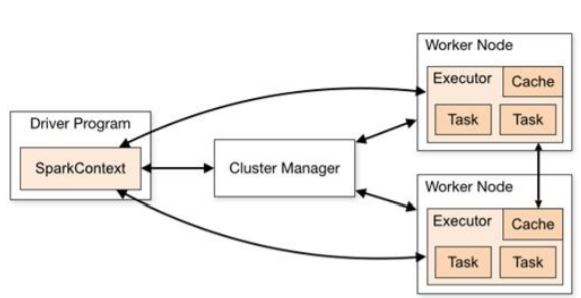 Driver Program
SparkContext
Cluster Manager
Worker Node
Executor
Cache
Task
Task
Worker Node
Executor
Cache
Task
Task